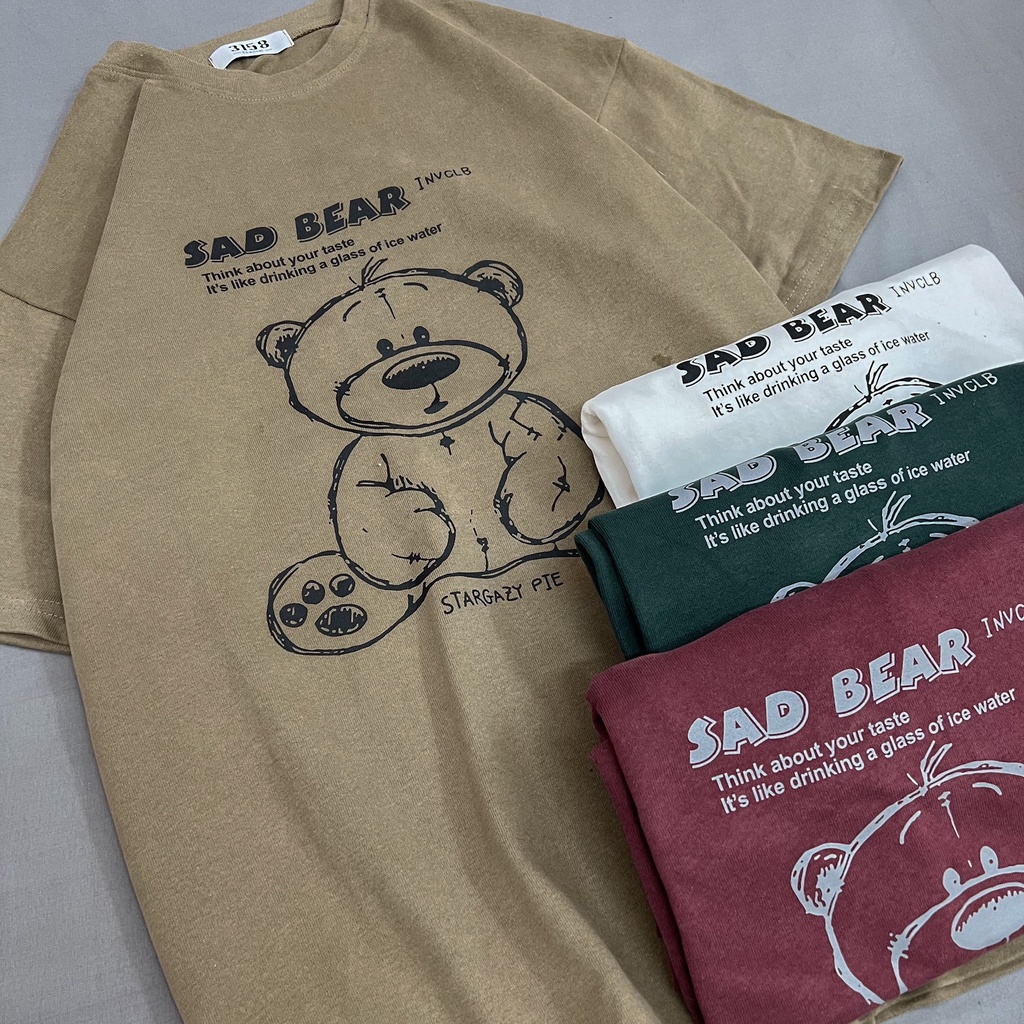 3158
SAD BEAR INVCLB
Think about your taste
It's like drinking a glass of ice water
STARGAZY PIE
SAD BEAR INVCLB
Think about your taste
It's like drinking a glass of ice water
SAD BEAR INVCLB
Think about your taste
It's like drinking a glass of ice water
SAD BEAR INVC
Think about your taste
It's like drinking a glass of ice water